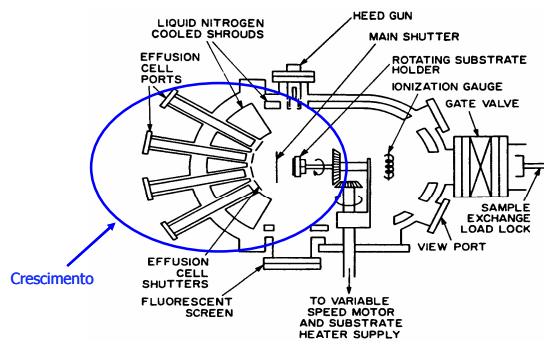 LIQUID NITROGEN
COOLED SHROUDS
HEED GUN
MAIN SHUTTER
EFFUSION
CELL
PORTS
ROTATING SUBSTRATE
HOLDER
IONIZATION GAUGE
GATE VALVE
SAMPLE
EXCHANGE
LOAD LOCK
VIEW PORT
Crescimento
EFFUSION
CELL
SHUTTERS
FLUORESCENT
SCREEN
TO VARIABLE
SPEED MOTOR
AND SUBSTRATE
HEATER SUPPLY